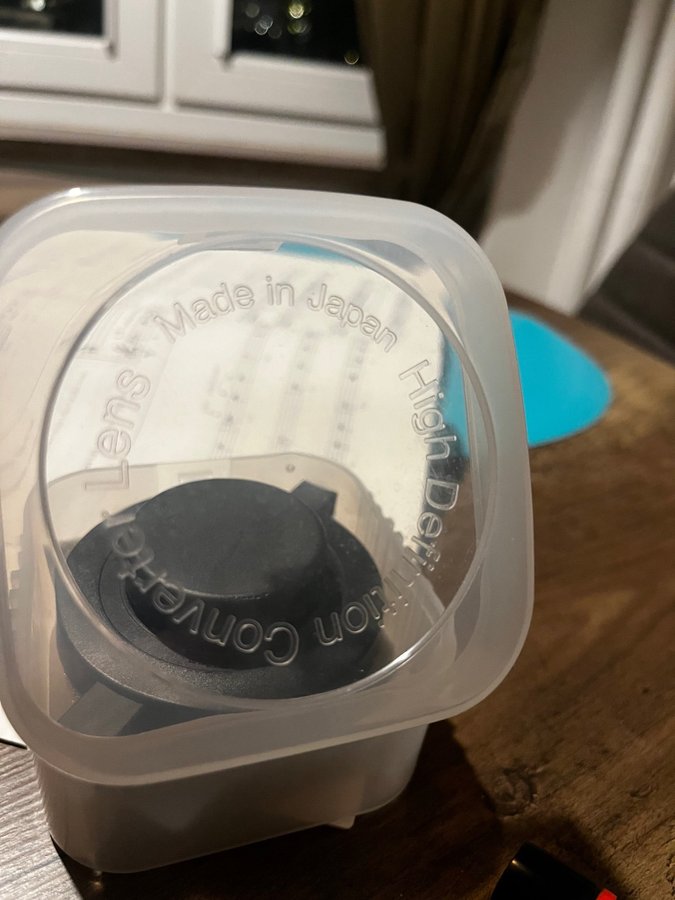 High Definition Converter Lens
Made in Japan